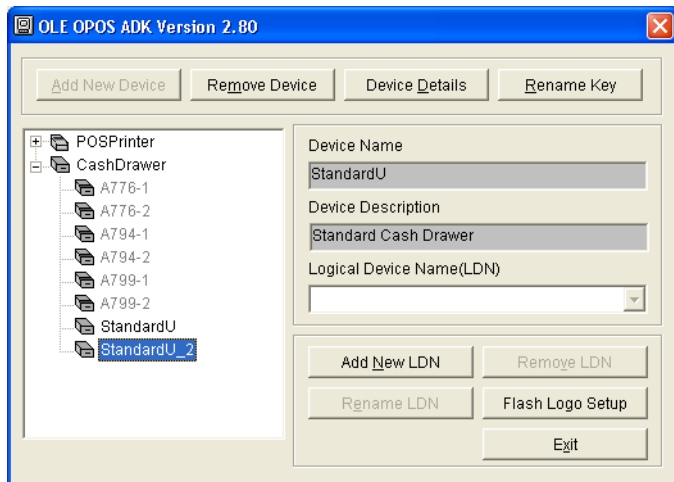 OLE OPOS ADK Version 2.80
Add New Device Remove Device Device Details Rename Key
POSPrinter
CashDrawer
A776-1
A776-2
A794-1
A794-2
A799-1
A799-2
StandardU
StandardU_2
Device Name
StandardU
Device Description
Standard Cash Drawer
Logical Device Name(LDN)
Add New LDN Remove LDN
Rename LDN Flash Logo Setup
Exit